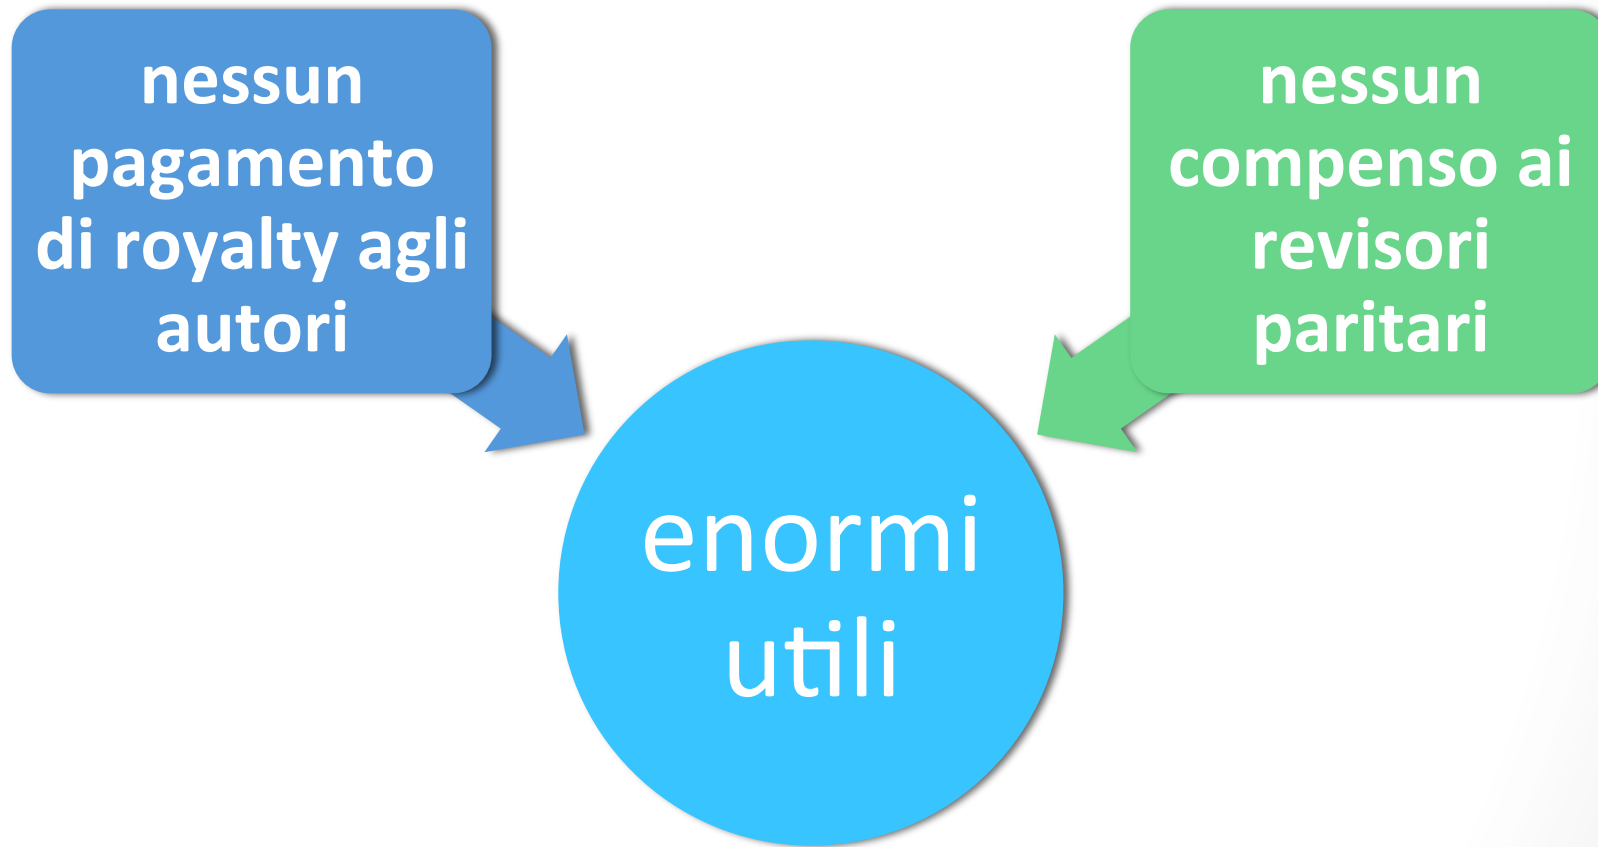 nessun
pagamento
di royalty agli
autori
nessun
compenso ai
revisori
paritari
enormi
utili